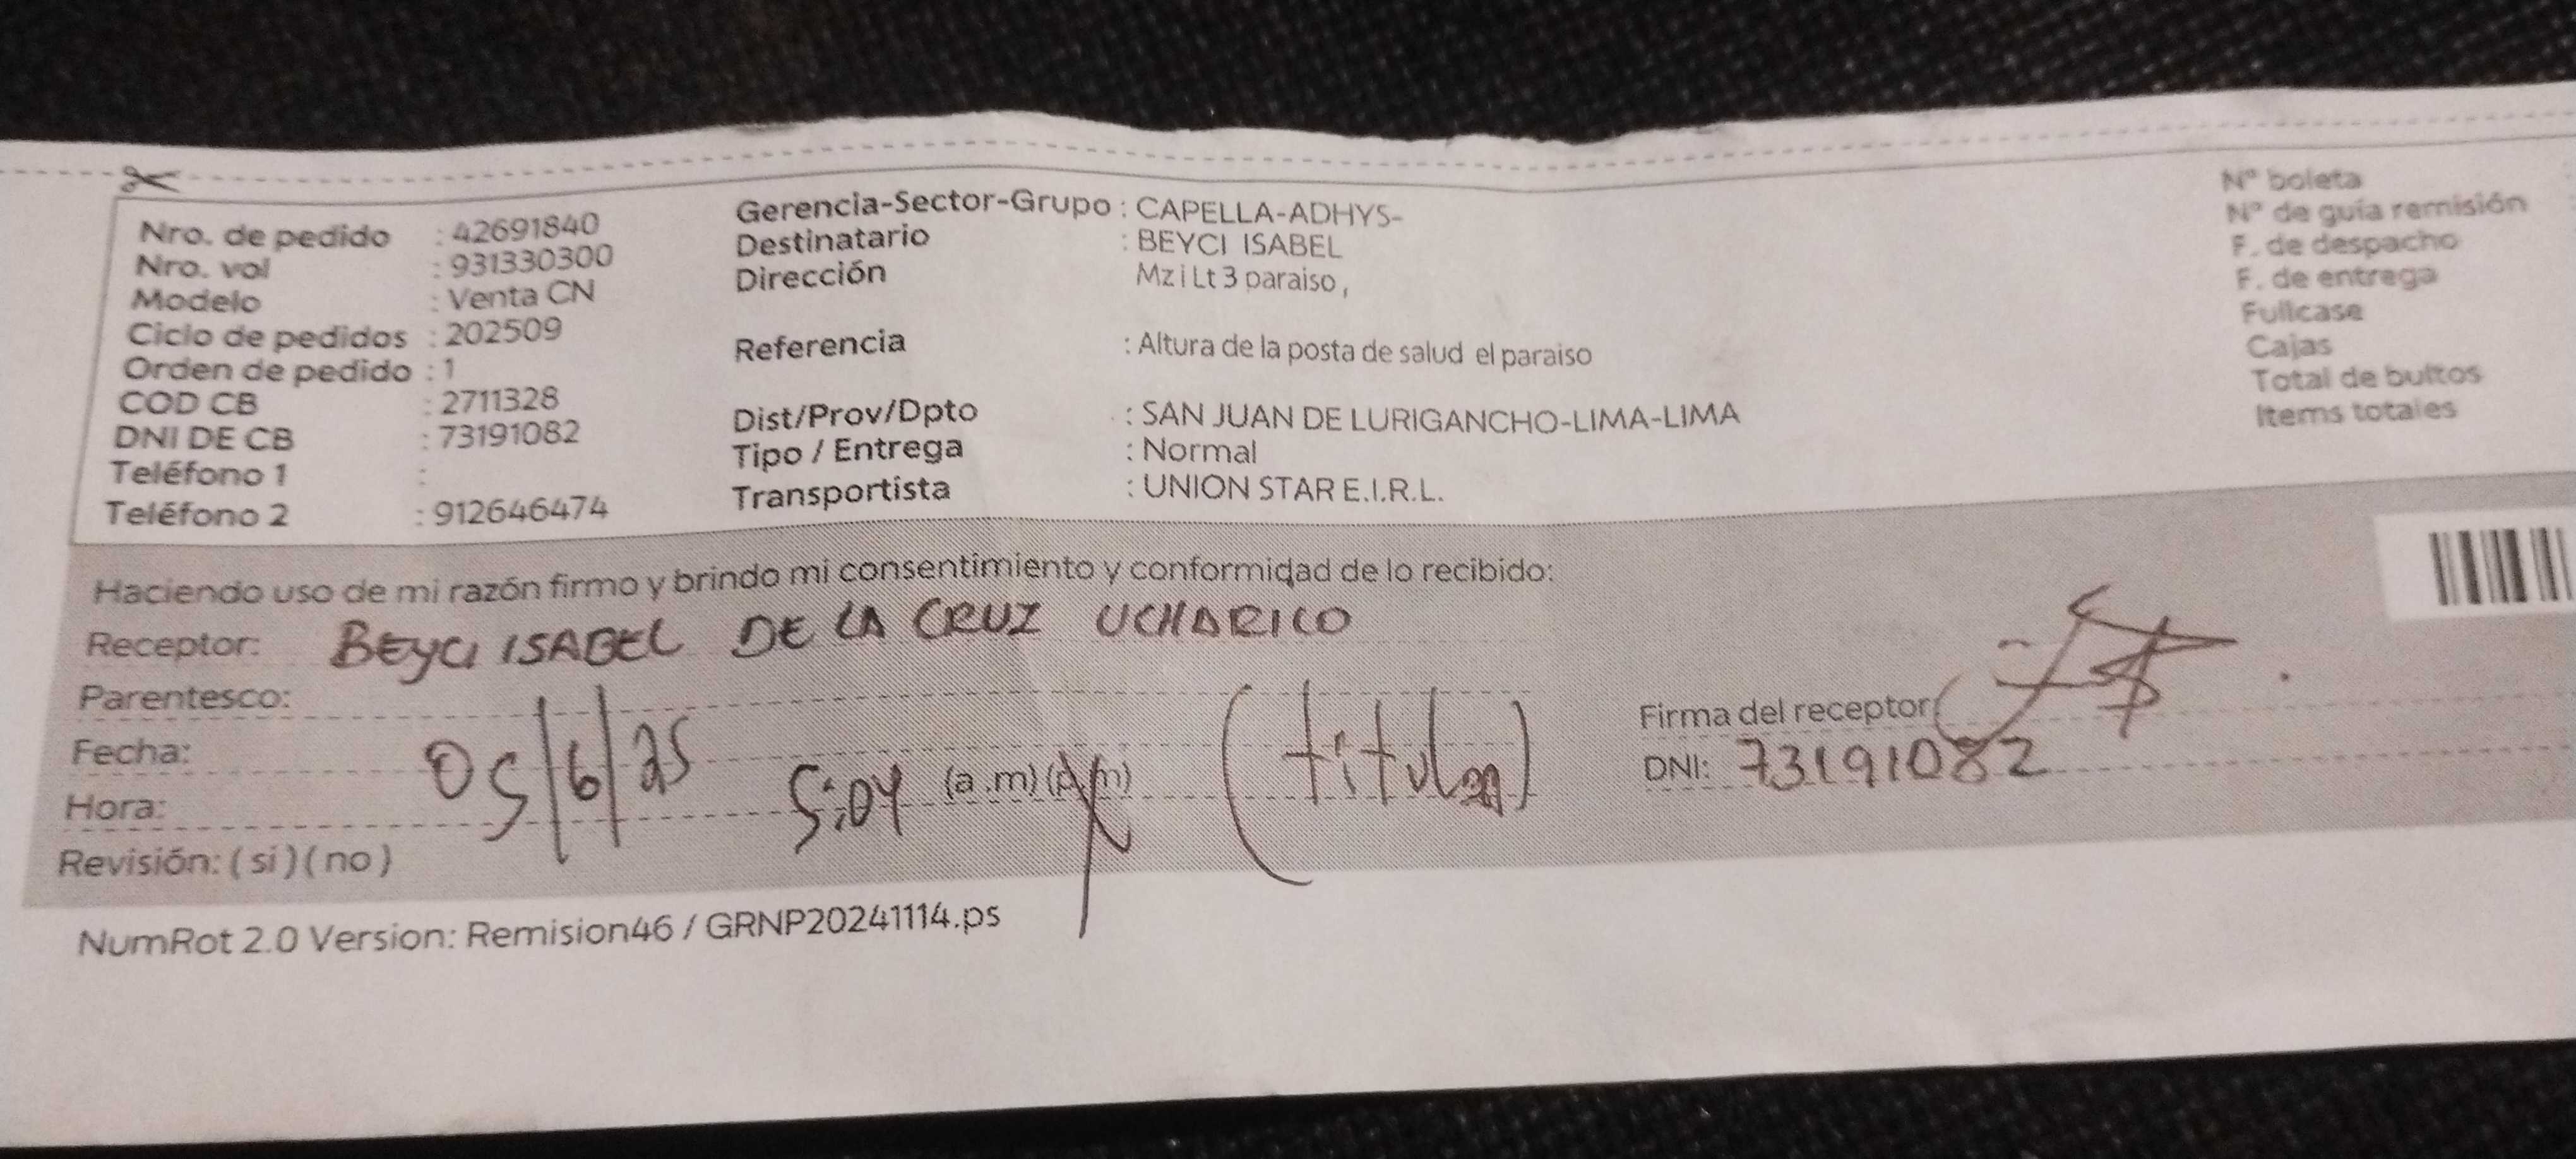 Nro. de pedido : 42691840
Nro. vol : 931330300
Modelo : Venta CN
Ciclo de pedidos : 202509
Orden de pedido : 1
COD CB : 2711328
DNI DE CB : 73191082
Teléfono 1 :
Teléfono 2 : 912646474
Gerencia-Sector-Grupo : CAPELLA-ADHYS-
Destinatario : BEYCI ISABEL
Dirección Mz i Lt 3 paraiso ,
Referencia : Altura de la posta de salud el paraiso
Dist/Prov/Dpto : SAN JUAN DE LURIGANCHO-LIMA-LIMA
Tipo / Entrega : Normal
Transportista : UNION STAR E.I.R.L.
N° boleta
N° de guía remisión
F. de despacho
F. de entrega
Fullcase
Cajas
Total de bultos
Items totales
Haciendo uso de mi razón firmo y brindo mi consentimiento y conformidad de lo recibido:
Receptor: BEYCI ISABEL DE LA CRUZ UCHARICO
Parentesco:
Fecha: 05/6/25
Hora: 5:04 (a.m) (p.m) (titular)
Revisión: ( si ) ( no )
Firma del receptor
DNI: 73191082
NumRot 2.0 Version: Remision46 / GRNP20241114.ps